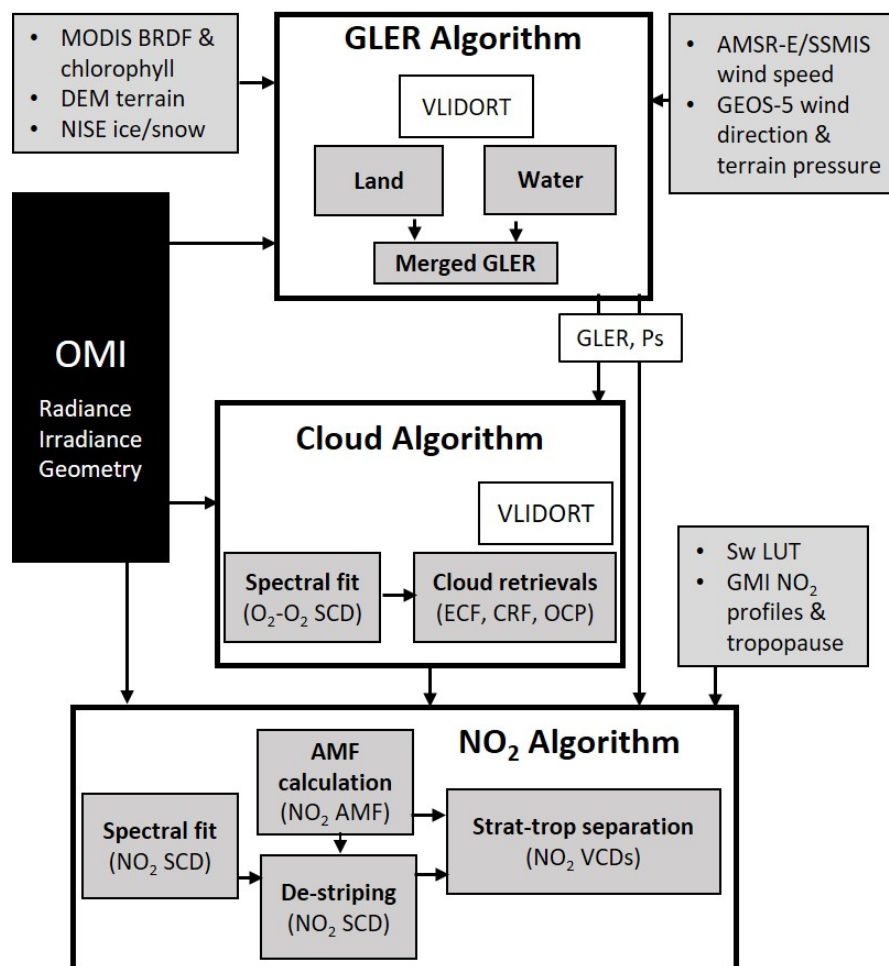 • MODIS BRDF &
chlorophyll
• DEM terrain
• NISE ice/snow
GLER Algorithm
VLIDORT
Land
Water
Merged GLER
• AMSR-E/SSMIS
wind speed
• GEOS-5 wind
direction &
terrain pressure
OMI
Radiance
Irradiance
Geometry
GLER, Ps
Cloud Algorithm
VLIDORT
Spectral fit
(O₂-O₂ SCD)
Cloud retrievals
(ECF, CRF, OCP)
• Sw LUT
• GMI NO₂
profiles &
tropopause
NO₂ Algorithm
AMF
calculation
(NO₂ AMF)
Spectral fit
(NO₂ SCD)
De-striping
(NO₂ SCD)
Strat-trop separation
(NO₂ VCDs)